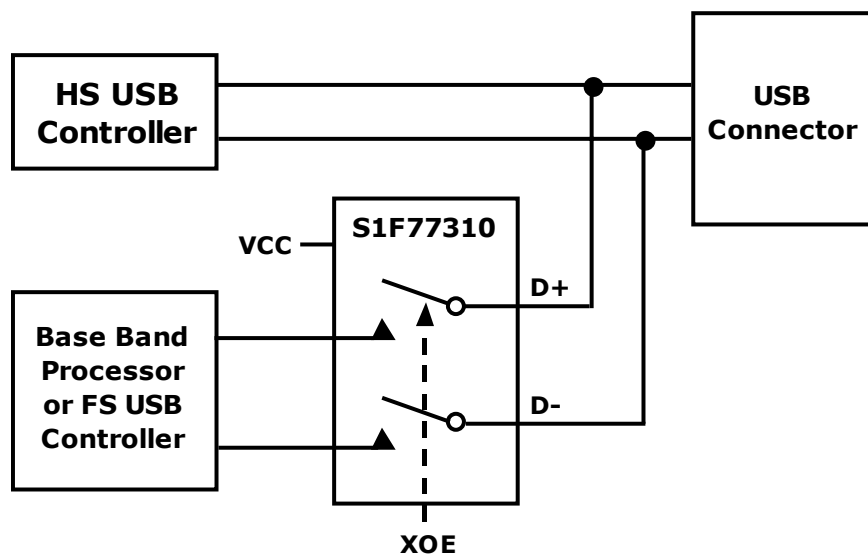 HS USB
Controller
USB
Connector
S1F77310
VCC
D+
Base Band
Processor
or FS USB
Controller
D-
XOE